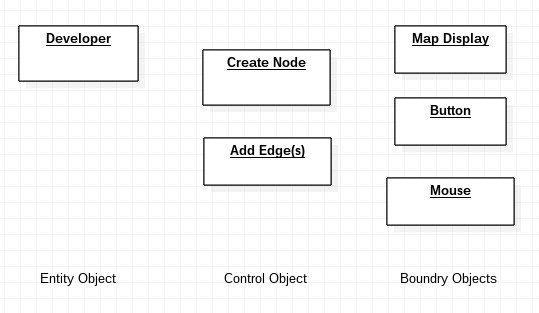 Developer
Create Node
Add Edge(s)
Map Display
Button
Mouse
Entity Object
Control Object
Boundry Objects